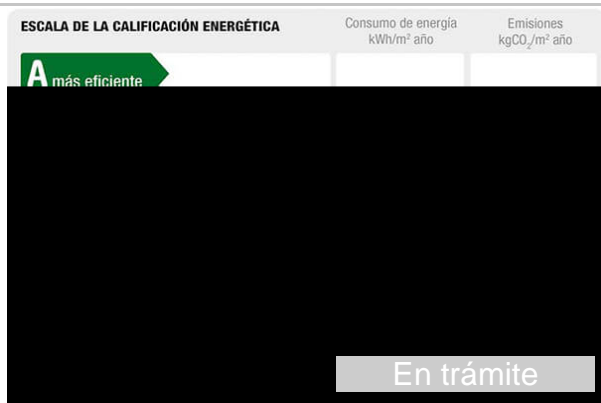 ESCALA DE LA CALIFICACIÓN ENERGÉTICA
Consumo de energía
kWh/m² año
Emisiones
kgCO₂/m² año
A más eficiente
En trámite